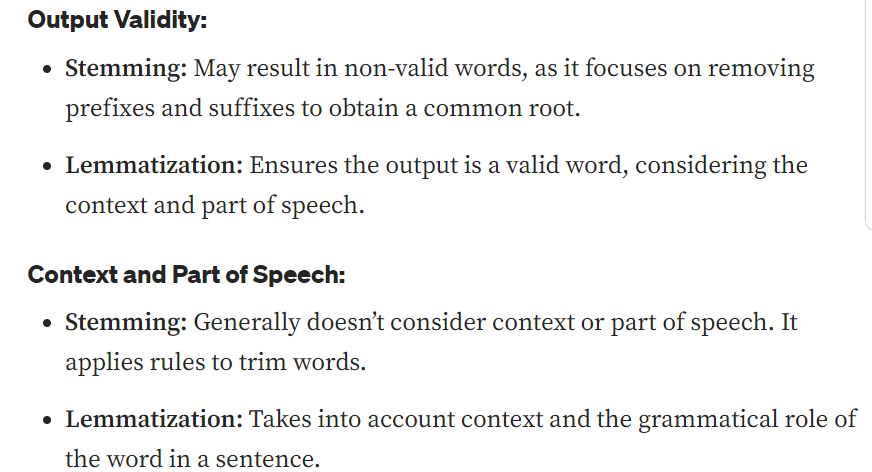 Output Validity:
• Stemming: May result in non-valid words, as it focuses on removing
prefixes and suffixes to obtain a common root.
• Lemmatization: Ensures the output is a valid word, considering the
context and part of speech.
Context and Part of Speech:
• Stemming: Generally doesn’t consider context or part of speech. It
applies rules to trim words.
• Lemmatization: Takes into account context and the grammatical role of
the word in a sentence.